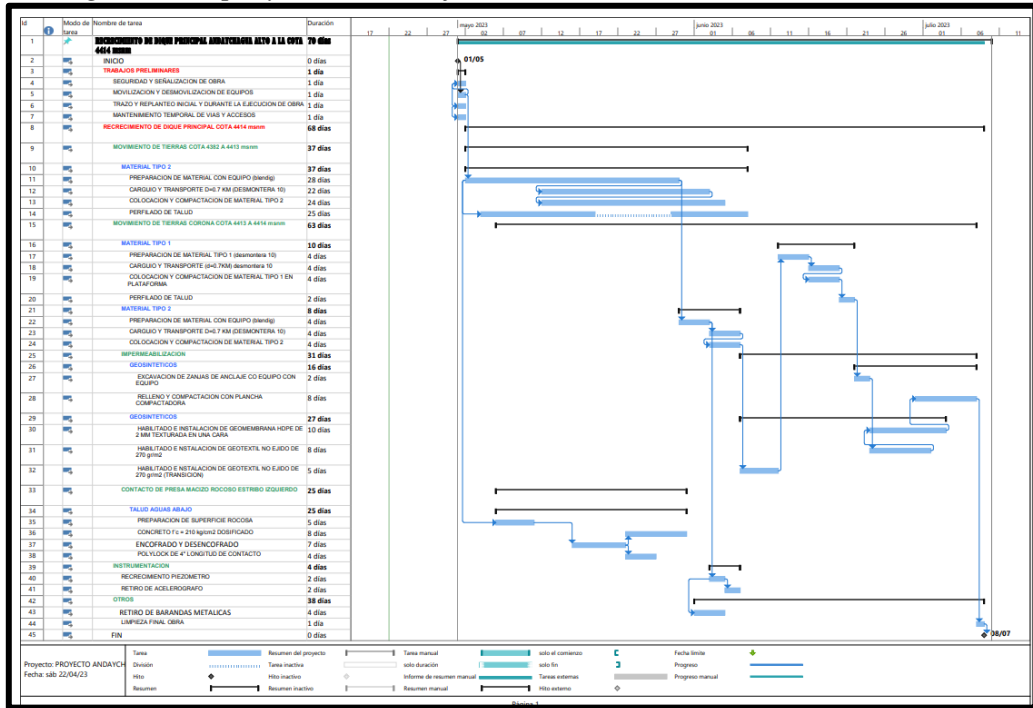 Id Modo de tarea Nombre de tarea Duración
mayo 2023 junio 2023 julio 2023
17 22 27 02 07 12 17 22 27 01 06 11 16 21 26 01 06 11
1 RECRECIMIENTO DE DIQUE PRINCIPAL ANDAYCHAGUA ALTO A LA COTA 4414 msnm 70 días
2 INICIO 0 días
01/05
3 TRABAJOS PRELIMINARES 1 día
4 SEGURIDAD Y SEÑALIZACION DE OBRA 1 día
5 MOVILIZACION Y DESMOVILIZACION DE EQUIPOS 1 día
6 TRAZO Y REPLANTEO INICIAL Y DURANTE LA EJECUCION DE OBRA 1 día
7 MANTENIMIENTO TEMPORAL DE VIAS Y ACCESOS 1 día
8 RECRECIMIENTO DE DIQUE PRINCIPAL COTA 4414 msnm 68 días
9 MOVIMIENTO DE TIERRAS COTA 4382 A 4413 msnm 37 días
10 MATERIAL TIPO 2 37 días
11 PREPARACION DE MATERIAL CON EQUIPO (blendig) 28 días
12 CARGUIO Y TRANSPORTE D=0.7 KM (DESMONTERA 10) 22 días
13 COLOCACION Y COMPACTACION DE MATERIAL TIPO 2 24 días
14 PERFILADO DE TALUD 25 días
15 MOVIMIENTO DE TIERRAS CORONA COTA 4413 A 4414 msnm 63 días
16 MATERIAL TIPO 1 10 días
17 PREPARACION DE MATERIAL TIPO 1 (desmontera 10) 4 días
18 CARGUIO Y TRANSPORTE (d=0.7KM) desmontera 10 4 días
19 COLOCACION Y COMPACTACION DE MATERIAL TIPO 1 EN PLATAFORMA 4 días
20 PERFILADO DE TALUD 2 días
21 MATERIAL TIPO 2 8 días
22 PREPARACION DE MATERIAL CON EQUIPO (blendig) 4 días
23 CARGUIO Y TRANSPORTE D=0.7 KM (DESMONTERA 10) 4 días
24 COLOCACION Y COMPACTACION DE MATERIAL TIPO 2 4 días
25 IMPERMEABILIZACION 31 días
26 GEOSINTETICOS 16 días
27 EXCAVACION DE ZANJAS DE ANCLAJE CO EQUIPO CON EQUIPO 2 días
28 RELLENO Y COMPACTACION CON PLANCHA COMPACTADORA 8 días
29 GEOSINTETICOS 27 días
30 HABILITADO E INSTALACION DE GEOMEMBRANA HDPE DE 2 MM TEXTURADA EN UNA CARA 10 días
31 HABILITADO E NSTALACION DE GEOTEXTIL NO EJIDO DE 270 gr/m2 8 días
32 HABILITADO E NSTALACION DE GEOTEXTIL NO EJIDO DE 270 gr/m2 (TRANSICION) 5 días
33 CONTACTO DE PRESA MACIZO ROCOSO ESTRIBO IZQUIERDO 25 días
34 TALUD AGUAS ABAJO 25 días
35 PREPARACION DE SUPERFICIE ROCOSA 5 días
36 CONCRETO f'c = 210 kg/cm2 DOSIFICADO 8 días
37 ENCOFRADO Y DESENCOFRADO 7 días
38 POLYLOCK DE 4" LONGITUD DE CONTACTO 4 días
39 INSTRUMENTACION 4 días
40 RECRECIMIENTO PIEZOMETRO 2 días
41 RETIRO DE ACELEROGRAFO 2 días
42 OTROS 38 días
43 RETIRO DE BARANDAS METALICAS 4 días
44 LIMPIEZA FINAL OBRA 1 día
45 FIN 0 días
08/07
Proyecto: PROYECTO ANDAYCH
Fecha: sáb 22/04/23
Tarea Resumen del proyecto Tarea manual solo el comienzo Fecha límite
División Tarea inactiva solo duración solo fin Progreso
Hito Hito inactivo Informe de resumen manual Tareas externas Progreso manual
Resumen Resumen inactivo Resumen manual Hito externo
Página 1